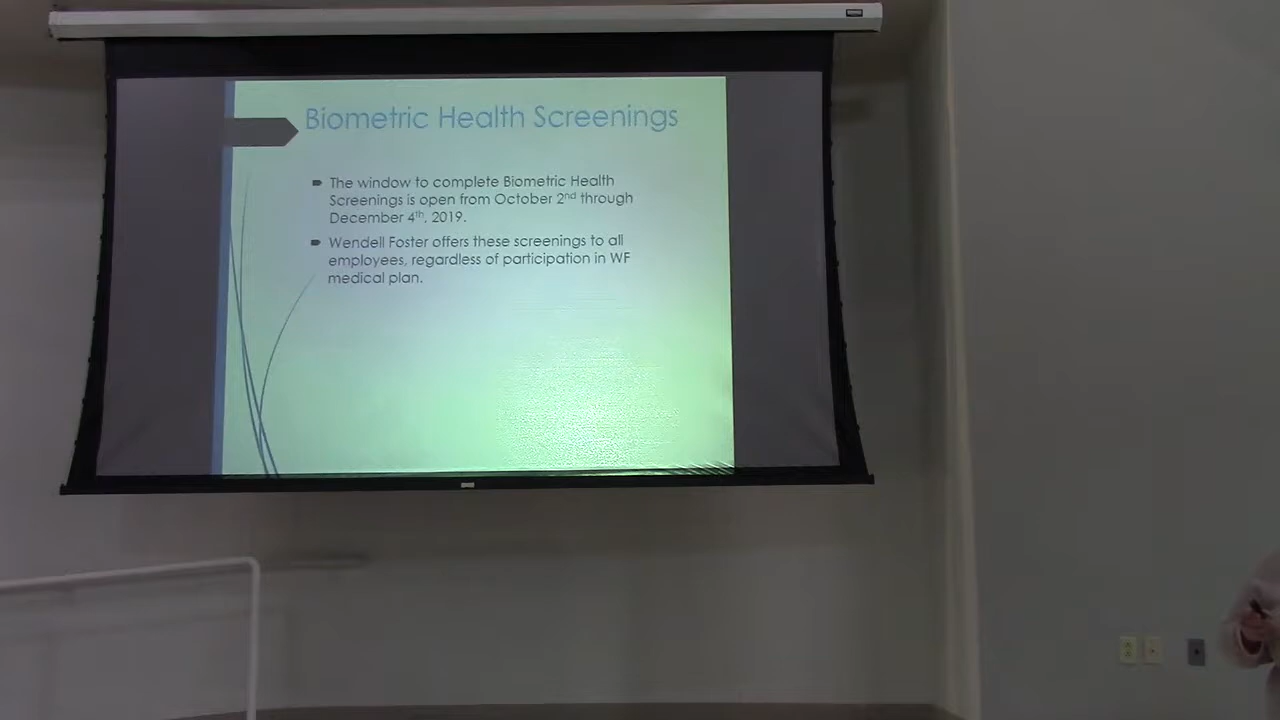 Biometric Health Screenings
The window to complete Biometric Health
Screenings is open from October 2nd through
December 4th, 2019.
Wendell Foster offers these screenings to all
employees, regardless of participation in WF
medical plan.